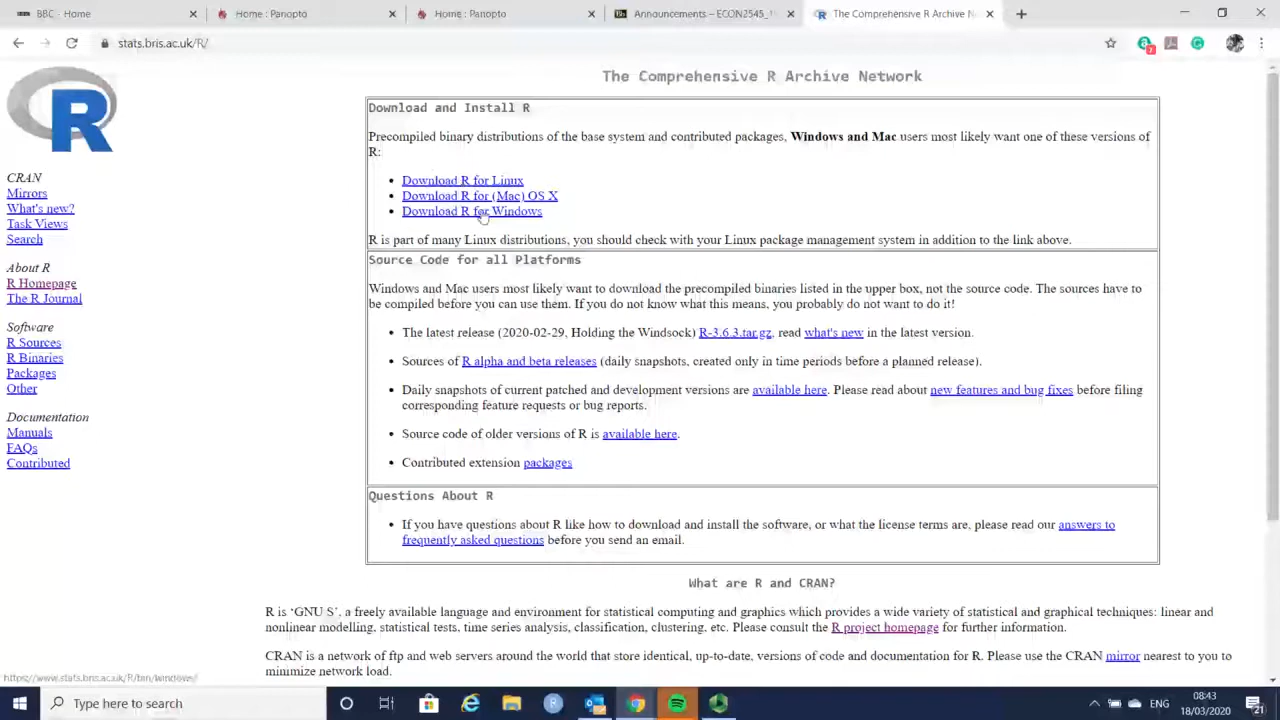 BBC - Home
Home : Panopto
Home : Panopto
Announcements – ECON2545_1
The Comprehensive R Archive N
stats.bris.ac.uk/R/
R
The Comprehensive R Archive Network
Download and Install R
Precompiled binary distributions of the base system and contributed packages, Windows and Mac users most likely want one of these versions of
R:
Download R for Linux
Download R for (Mac) OS X
Download R for Windows
R is part of many Linux distributions, you should check with your Linux package management system in addition to the link above.
Source Code for all Platforms
Windows and Mac users most likely want to download the precompiled binaries listed in the upper box, not the source code. The sources have to
be compiled before you can use them. If you do not know what this means, you probably do not want to do it!
The latest release (2020-02-29, Holding the Windsock) R-3.6.3.tar.gz, read what's new in the latest version.
Sources of R alpha and beta releases (daily snapshots, created only in time periods before a planned release).
Daily snapshots of current patched and development versions are available here. Please read about new features and bug fixes before filing
corresponding feature requests or bug reports.
Source code of older versions of R is available here.
Contributed extension packages
Questions About R
If you have questions about R like how to download and install the software, or what the license terms are, please read our answers to
frequently asked questions before you send an email.
What are R and CRAN?
R is ‘GNU S’, a freely available language and environment for statistical computing and graphics which provides a wide variety of statistical and graphical techniques: linear and
nonlinear modelling, statistical tests, time series analysis, classification, clustering, etc. Please consult the R project homepage for further information.
CRAN is a network of ftp and web servers around the world that store identical, up-to-date, versions of code and documentation for R. Please use the CRAN mirror nearest to you to
minimize network load.
CRAN
Mirrors
What's new?
Task Views
Search
About R
R Homepage
The R Journal
Software
R Sources
R Binaries
Packages
Other
Documentation
Manuals
FAQs
Contributed
https://www.stats.bris.ac.uk/R/bin/windows/
Type here to search
ENG
08:43
18/03/2020
21